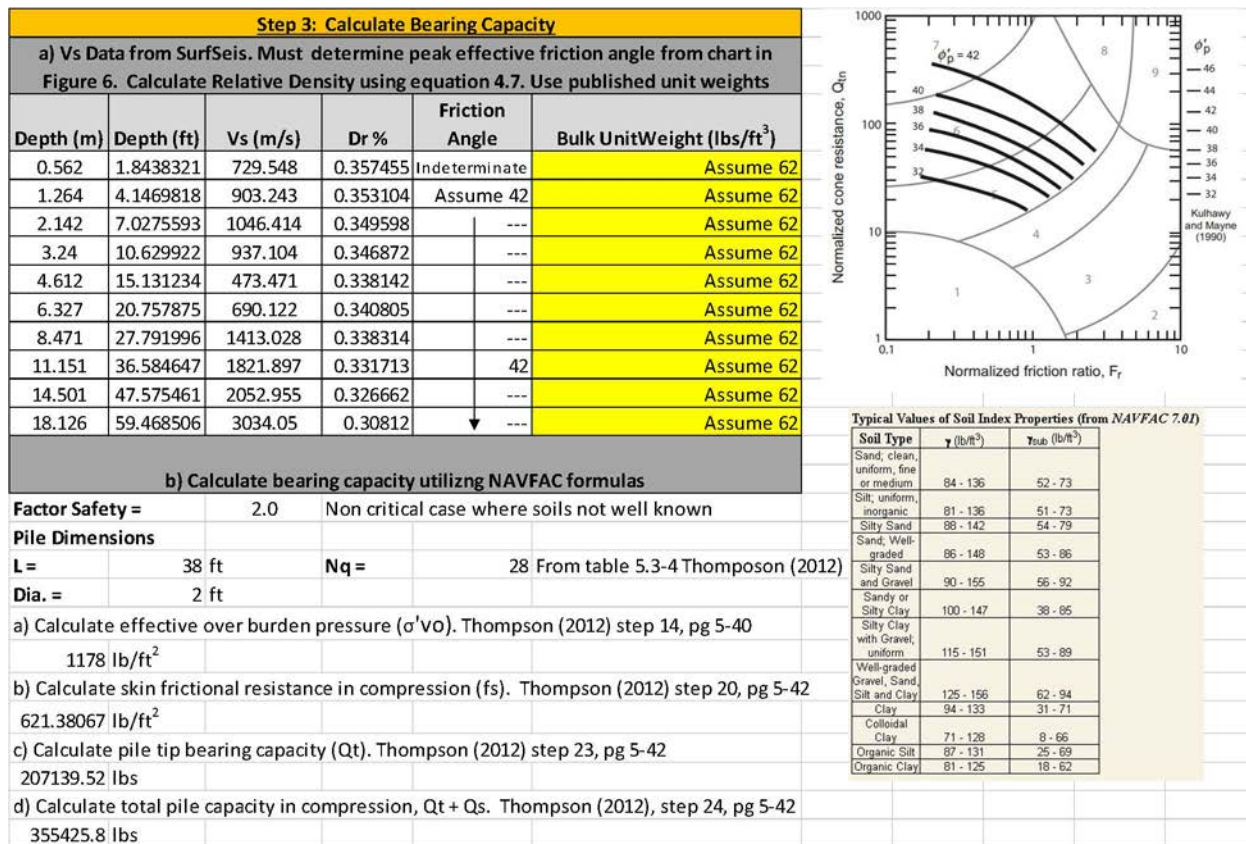 Step 3: Calculate Bearing Capacity
a) Vs Data from SurfSeis. Must determine peak effective friction angle from chart in
Figure 6. Calculate Relative Density using equation 4.7. Use published unit weights
Depth (m) Depth (ft) Vs (m/s) Dr % Friction Angle Bulk UnitWeight (lbs/ft³)
0.562 1.8438321 729.548 0.357455 Indeterminate Assume 62
1.264 4.1469818 903.243 0.353104 Assume 42 Assume 62
2.142 7.0275593 1046.414 0.349598 --- Assume 62
3.24 10.629922 937.104 0.346872 --- Assume 62
4.612 15.131234 473.471 0.338142 --- Assume 62
6.327 20.757875 690.122 0.340805 --- Assume 62
8.471 27.791996 1413.028 0.338314 --- Assume 62
11.151 36.584647 1821.897 0.331713 42 Assume 62
14.501 47.575461 2052.955 0.326662 --- Assume 62
18.126 59.468506 3034.05 0.30812 --- Assume 62
b) Calculate bearing capacity utilizng NAVFAC formulas
Factor Safety = 2.0 Non critical case where soils not well known
Pile Dimensions
L = 38 ft Nq = 28 From table 5.3-4 Thomposon (2012)
Dia. = 2 ft
a) Calculate effective over burden pressure (σ'vo). Thompson (2012) step 14, pg 5-40
1178 lb/ft²
b) Calculate skin frictional resistance in compression (fs). Thompson (2012) step 20, pg 5-42
621.38067 lb/ft²
c) Calculate pile tip bearing capacity (Qt). Thompson (2012) step 23, pg 5-42
207139.52 lbs
d) Calculate total pile capacity in compression, Qt + Qs. Thompson (2012), step 24, pg 5-42
355425.8 lbs
Normalized cone resistance, Qtn
1000
100
10
1
0.1 1 10
Normalized friction ratio, Fr
7
ϕ'p = 42
8
9
40
38
36
6
34
32
5
4
3
1
2
ϕ'p
46
44
42
40
38
36
34
32
Kulhawy
and Mayne
(1990)
Typical Values of Soil Index Properties (from NAVFAC 7.01)
Soil Type γ (lb/ft³) γsub (lb/ft³)
Sand; clean,
uniform, fine
or medium 84 - 136 52 - 73
Silt; uniform,
inorganic 81 - 136 51 - 73
Silty Sand 88 - 142 54 - 79
Sand; Well-
graded 86 - 148 53 - 86
Silty Sand
and Gravel 90 - 155 56 - 92
Sandy or
Silty Clay 100 - 147 38 - 85
Silty Clay
with Gravel;
uniform 115 - 151 53 - 89
Well-graded
Gravel, Sand,
Silt and Clay 125 - 156 62 - 94
Clay 94 - 133 31 - 71
Colloidal
Clay 71 - 128 8 - 66
Organic Silt 87 - 131 25 - 69
Organic Clay 81 - 125 18 - 62